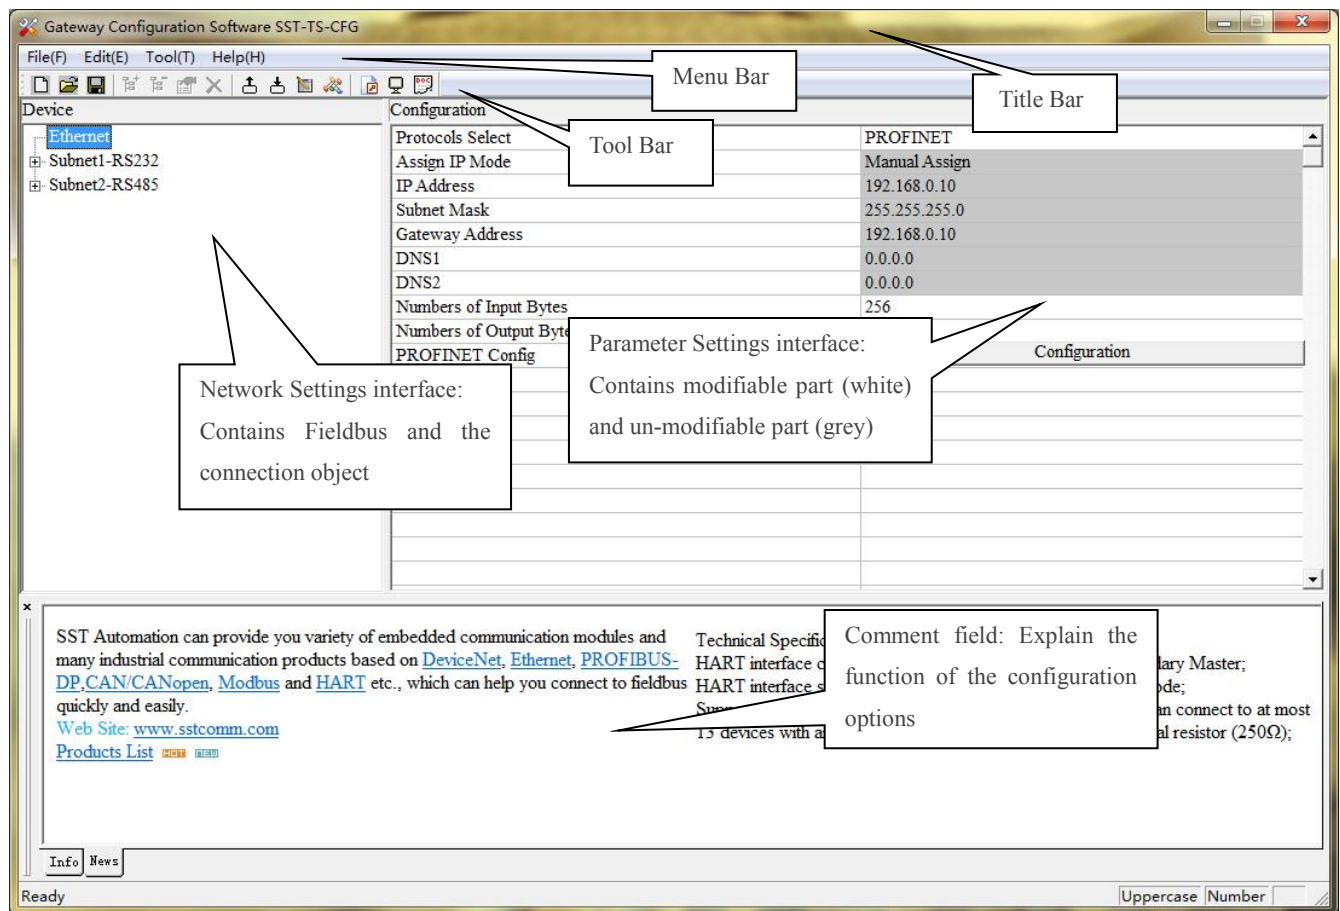 Gateway Configuration Software SST-TS-CFG
File(F) Edit(E) Tool(T) Help(H)
Menu Bar
Title Bar
Tool Bar
Device
Configuration
Ethernet
Subnet1-RS232
Subnet2-RS485
Protocols Select PROFINET
Assign IP Mode Manual Assign
IP Address 192.168.0.10
Subnet Mask 255.255.255.0
Gateway Address 192.168.0.10
DNS1 0.0.0.0
DNS2 0.0.0.0
Numbers of Input Bytes 256
Numbers of Output Byte
PROFINET Config Configuration
Network Settings interface:
Contains Fieldbus and the
connection object
Parameter Settings interface:
Contains modifiable part (white)
and un-modifiable part (grey)
SST Automation can provide you variety of embedded communication modules and
many industrial communication products based on DeviceNet, Ethernet, PROFIBUS-
DP,CAN/CANopen, Modbus and HART etc., which can help you connect to fieldbus
quickly and easily.
Web Site: www.sstcomm.com
Products List HOT NEW
Technical Specific
HART interface c
lary Master;
HART interface s
ode;
an connect to at most
13 devices with a
al resistor (250Ω);
Comment field: Explain the
function of the configuration
options
Info News
Ready
Uppercase Number